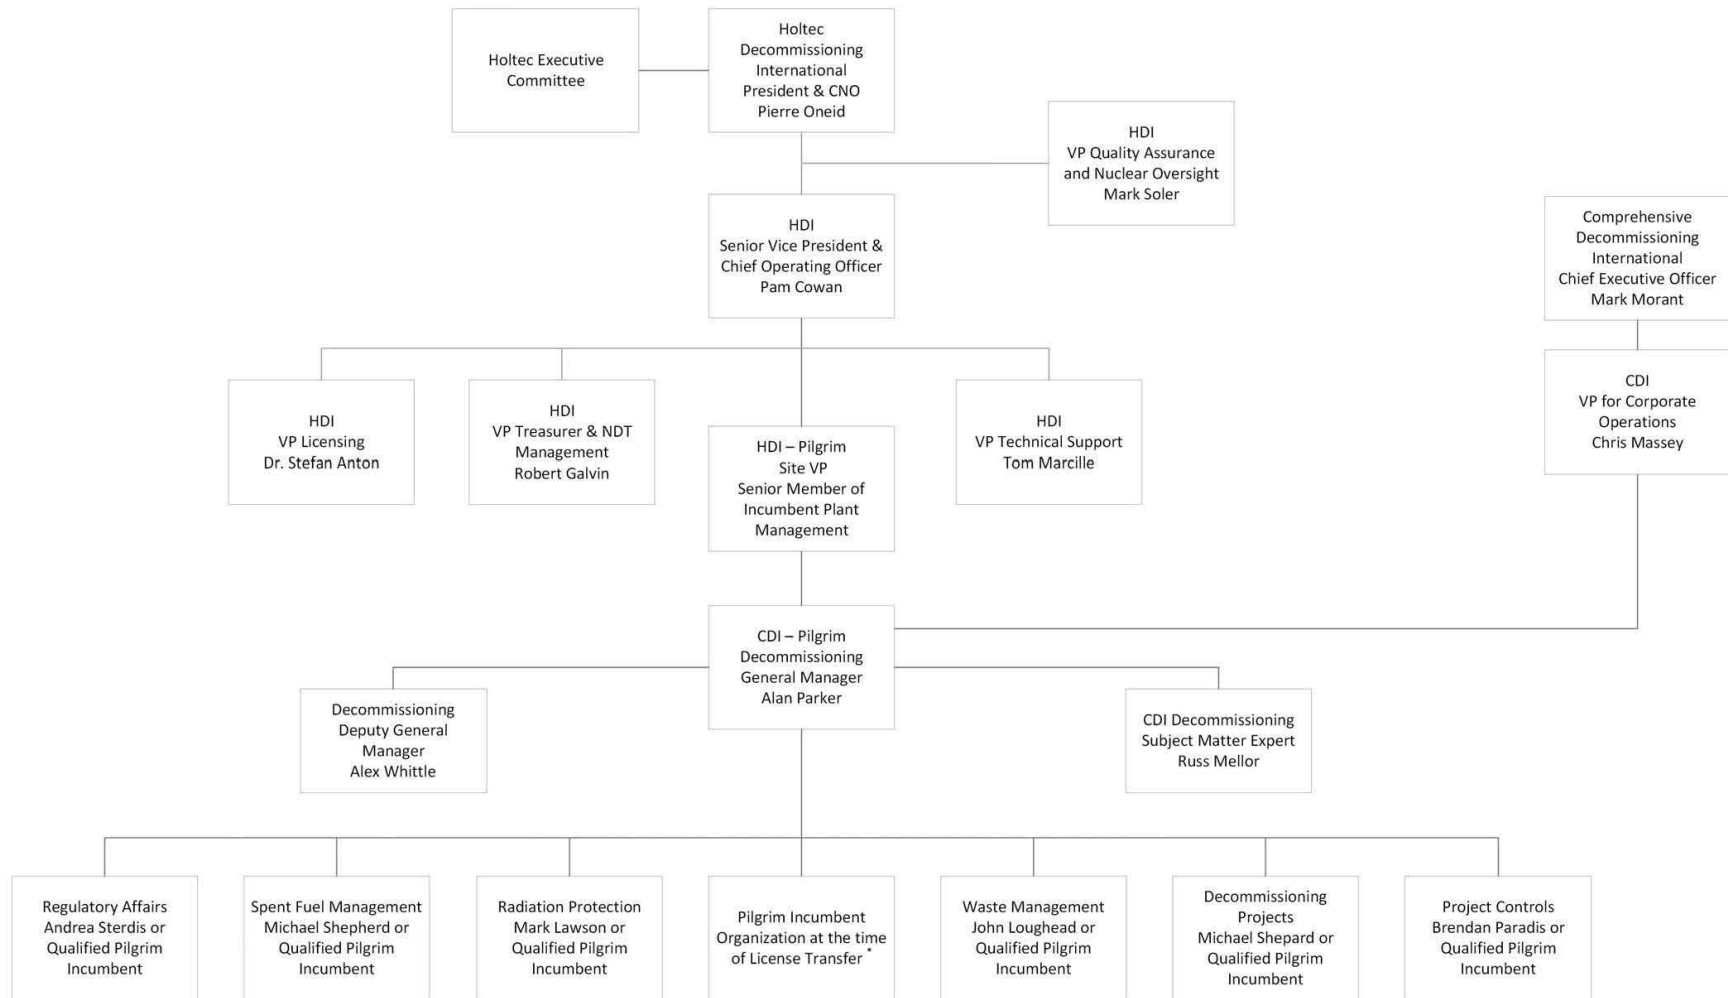 Holtec Executive
Committee
Holtec
Decommissioning
International
President & CNO
Pierre Oneid
HDI
VP Quality Assurance
and Nuclear Oversight
Mark Soler
HDI
Senior Vice President &
Chief Operating Officer
Pam Cowan
Comprehensive
Decommissioning
International
Chief Executive Officer
Mark Morant
HDI
VP Licensing
Dr. Stefan Anton
HDI
VP Treasurer & NDT
Management
Robert Galvin
HDI – Pilgrim
Site VP
Senior Member of
Incumbent Plant
Management
HDI
VP Technical Support
Tom Marcille
CDI
VP for Corporate
Operations
Chris Massey
CDI – Pilgrim
Decommissioning
General Manager
Alan Parker
Decommissioning
Deputy General
Manager
Alex Whittle
CDI Decommissioning
Subject Matter Expert
Russ Mellor
Regulatory Affairs
Andrea Sterdis or
Qualified Pilgrim
Incumbent
Spent Fuel Management
Michael Shepherd or
Qualified Pilgrim
Incumbent
Radiation Protection
Mark Lawson or
Qualified Pilgrim
Incumbent
Pilgrim Incumbent
Organization at the time
of License Transfer *
Waste Management
John Loughead or
Qualified Pilgrim
Incumbent
Decommissioning
Projects
Michael Shepard or
Qualified Pilgrim
Incumbent
Project Controls
Brendan Paradis or
Qualified Pilgrim
Incumbent